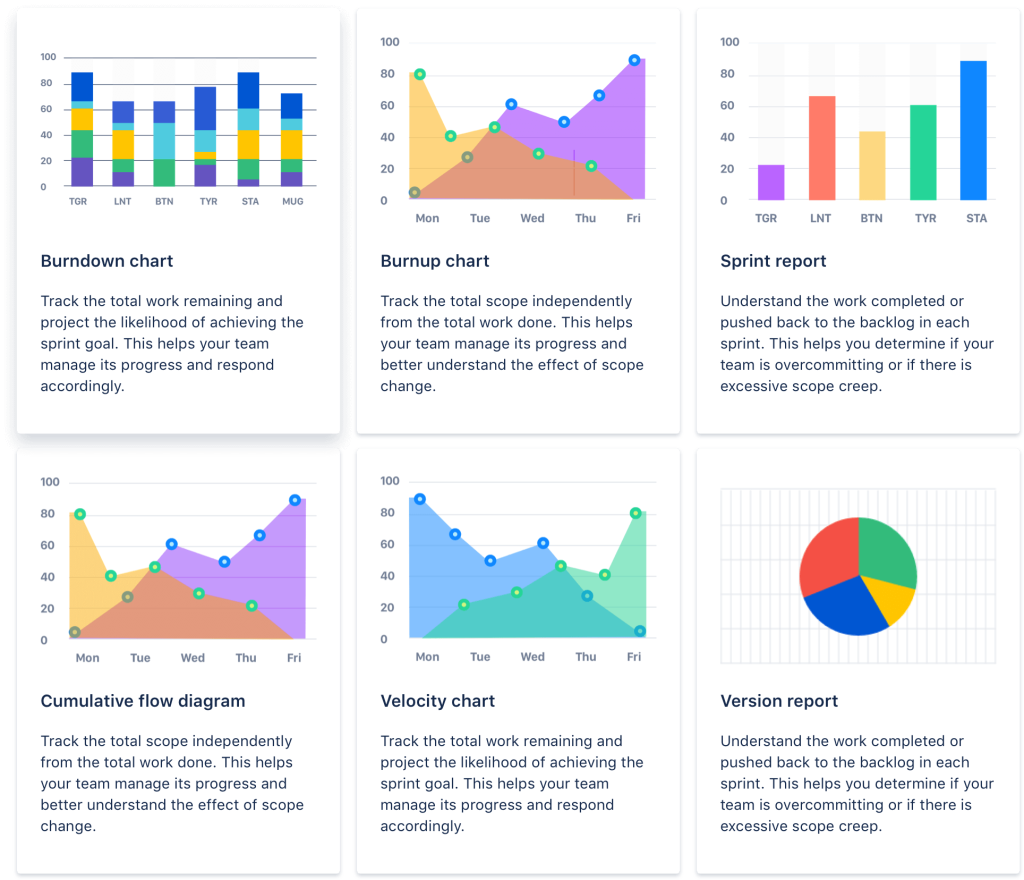 100
80
60
40
20
0
TGR LNT BTN TYR STA MUG
Burndown chart
Track the total work remaining and
project the likelihood of achieving the
sprint goal. This helps your team
manage its progress and respond
accordingly.
100
80
60
40
20
0
Mon Tue Wed Thu Fri
Burnup chart
Track the total scope independently
from the total work done. This helps
your team manage its progress and
better understand the effect of scope
change.
100
80
60
40
20
0
TGR LNT BTN TYR STA
Sprint report
Understand the work completed or
pushed back to the backlog in each
sprint. This helps you determine if your
team is overcommitting or if there is
excessive scope creep.
100
80
60
40
20
0
Mon Tue Wed Thu Fri
Cumulative flow diagram
Track the total scope independently
from the total work done. This helps
your team manage its progress and
better understand the effect of scope
change.
100
80
60
40
20
0
Mon Tue Wed Thu Fri
Velocity chart
Track the total work remaining and
project the likelihood of achieving the
sprint goal. This helps your team
manage its progress and respond
accordingly.
Version report
Understand the work completed or
pushed back to the backlog in each
sprint. This helps you determine if your
team is overcommitting or if there is
excessive scope creep.